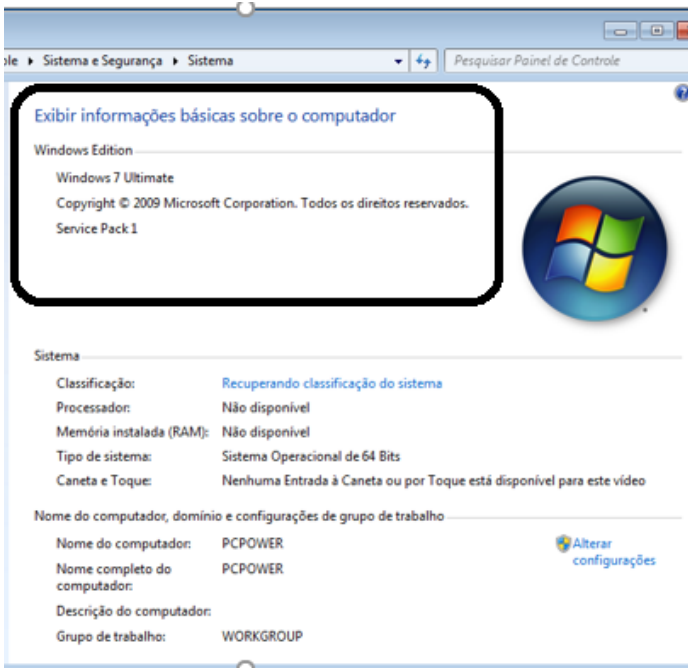 Sistema e Segurança Sistema Pesquisar Painel de Controle
Exibir informações básicas sobre o computador
Windows Edition
Windows 7 Ultimate
Copyright © 2009 Microsoft Corporation. Todos os direitos reservados.
Service Pack 1
Sistema
Classificação: Recuperando classificação do sistema
Processador: Não disponível
Memória instalada (RAM): Não disponível
Tipo de sistema: Sistema Operacional de 64 Bits
Caneta e Toque: Nenhuma Entrada à Caneta ou por Toque está disponível para este vídeo
Nome do computador, domínio e configurações de grupo de trabalho
Nome do computador: PCPOWER
Alterar configurações
Nome completo do computador: PCPOWER
Descrição do computador:
Grupo de trabalho: WORKGROUP